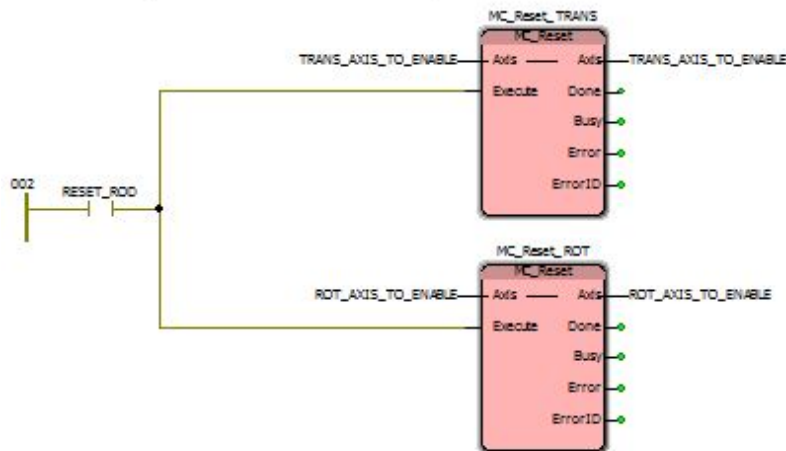 MC_Reset_TRANS
MC_Reset
TRANS_AXIS_TO_ENABLE Axis Axis TRANS_AXIS_TO_ENABLE
Execute Done
Busy
Error
ErrorID
002
RESET_ROD
MC_Reset_ROT
MC_Reset
ROT_AXIS_TO_ENABLE Axis Axis ROT_AXIS_TO_ENABLE
Execute Done
Busy
Error
ErrorID